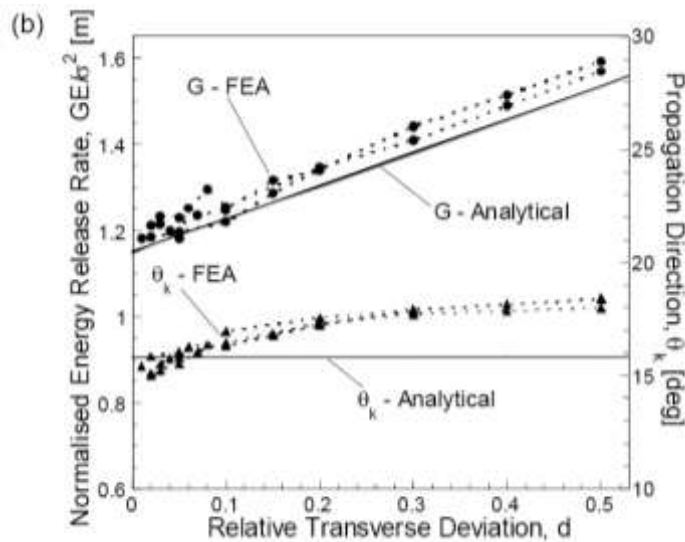 (b)
Normalised Energy Release Rate, GE/σ² [m]
1.6
1.4
1.2
1
0.8
0.6
G - FEA
G - Analytical
θk - FEA
θk - Analytical
30
25
20
15
10
Propagation Direction, θk [deg]
0
0.1
0.2
0.3
0.4
0.5
Relative Transverse Deviation, d